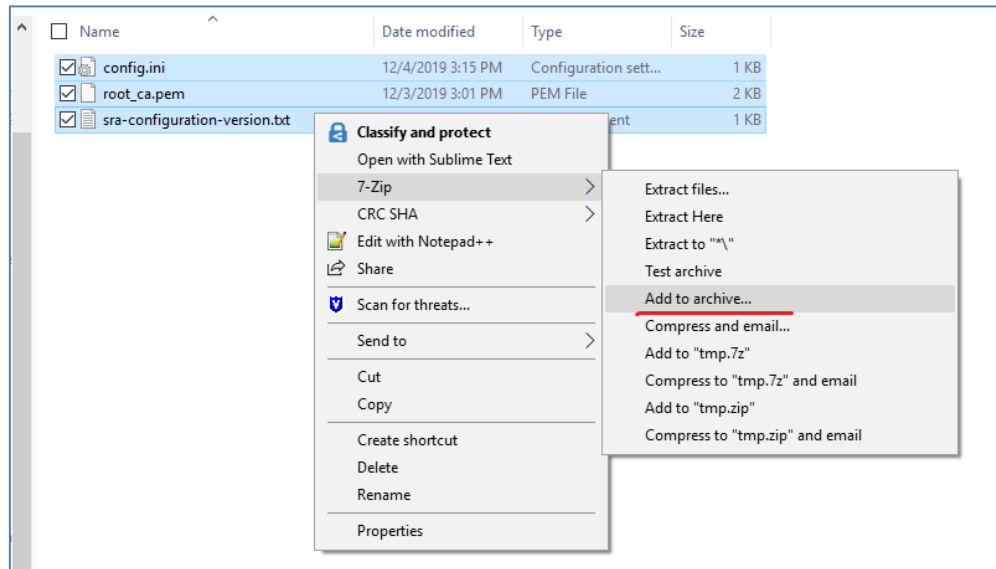 Name Date modified Type Size
config.ini 12/4/2019 3:15 PM Configuration sett... 1 KB
root_ca.pem 12/3/2019 3:01 PM PEM File 2 KB
sra-configuration-version.txt ent 1 KB
Classify and protect
Open with Sublime Text
7-Zip
CRC SHA
Edit with Notepad++
Share
Scan for threats...
Send to
Cut
Copy
Create shortcut
Delete
Rename
Properties
Extract files...
Extract Here
Extract to "*\"
Test archive
Add to archive...
Compress and email...
Add to "tmp.7z"
Compress to "tmp.7z" and email
Add to "tmp.zip"
Compress to "tmp.zip" and email